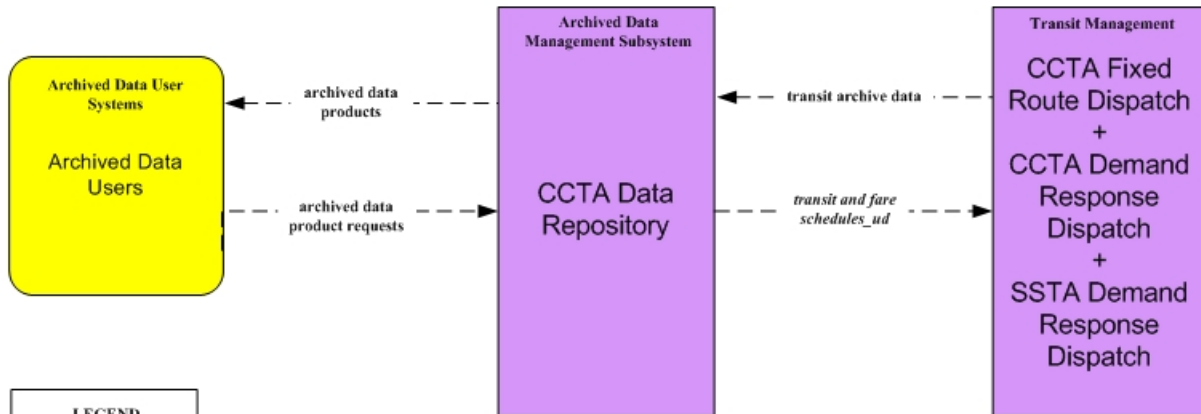 Archived Data User
Systems
Archived Data
Users
archived data
products
archived data
product requests
Archived Data
Management Subsystem
CCTA Data
Repository
transit archive data
transit and fare
schedules_ud
Transit Management
CCTA Fixed
Route Dispatch
+
CCTA Demand
Response
Dispatch
+
SSTA Demand
Response
Dispatch
LEGEND